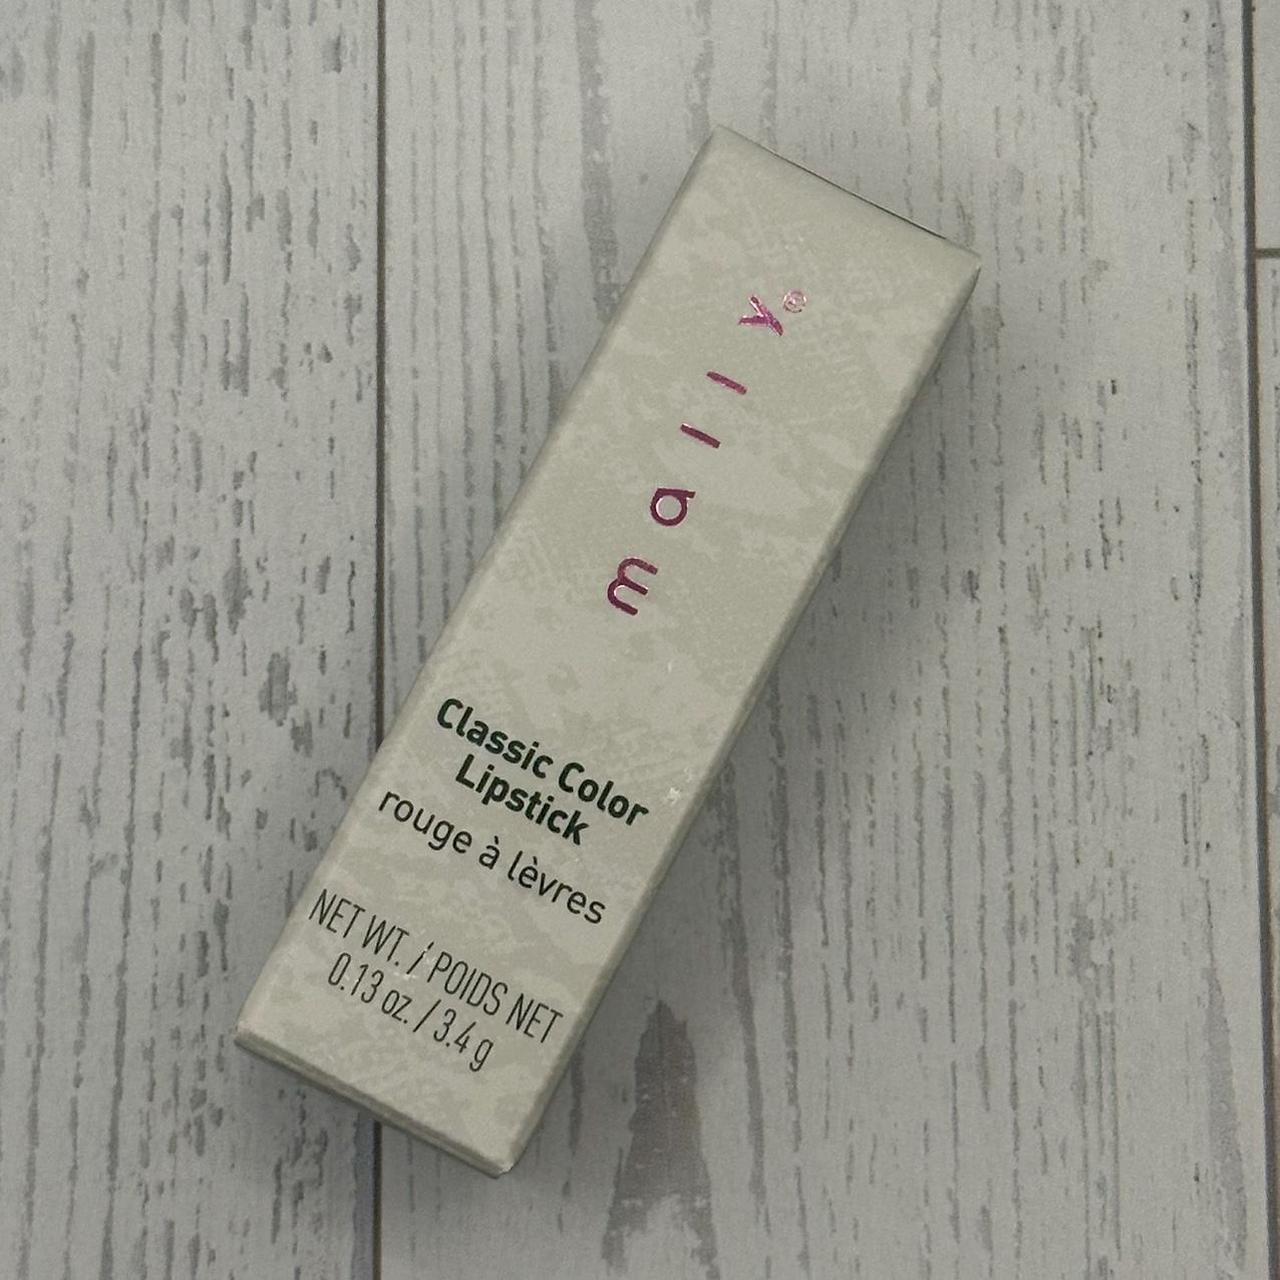 mally®
Classic Color
Lipstick
rouge à lèvres
NET WT. / POIDS NET
0.13 oz. / 3.4 g